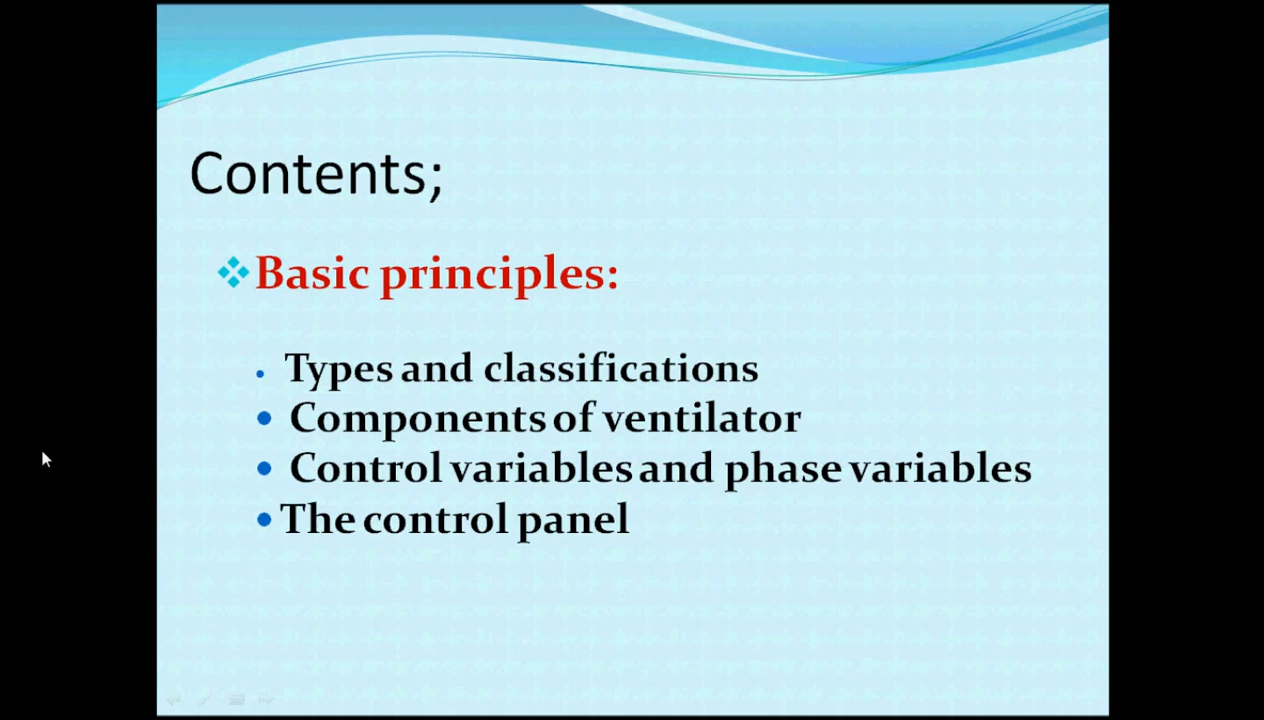 Contents;
Basic principles:
Types and classifications
Components of ventilator
Control variables and phase variables
The control panel